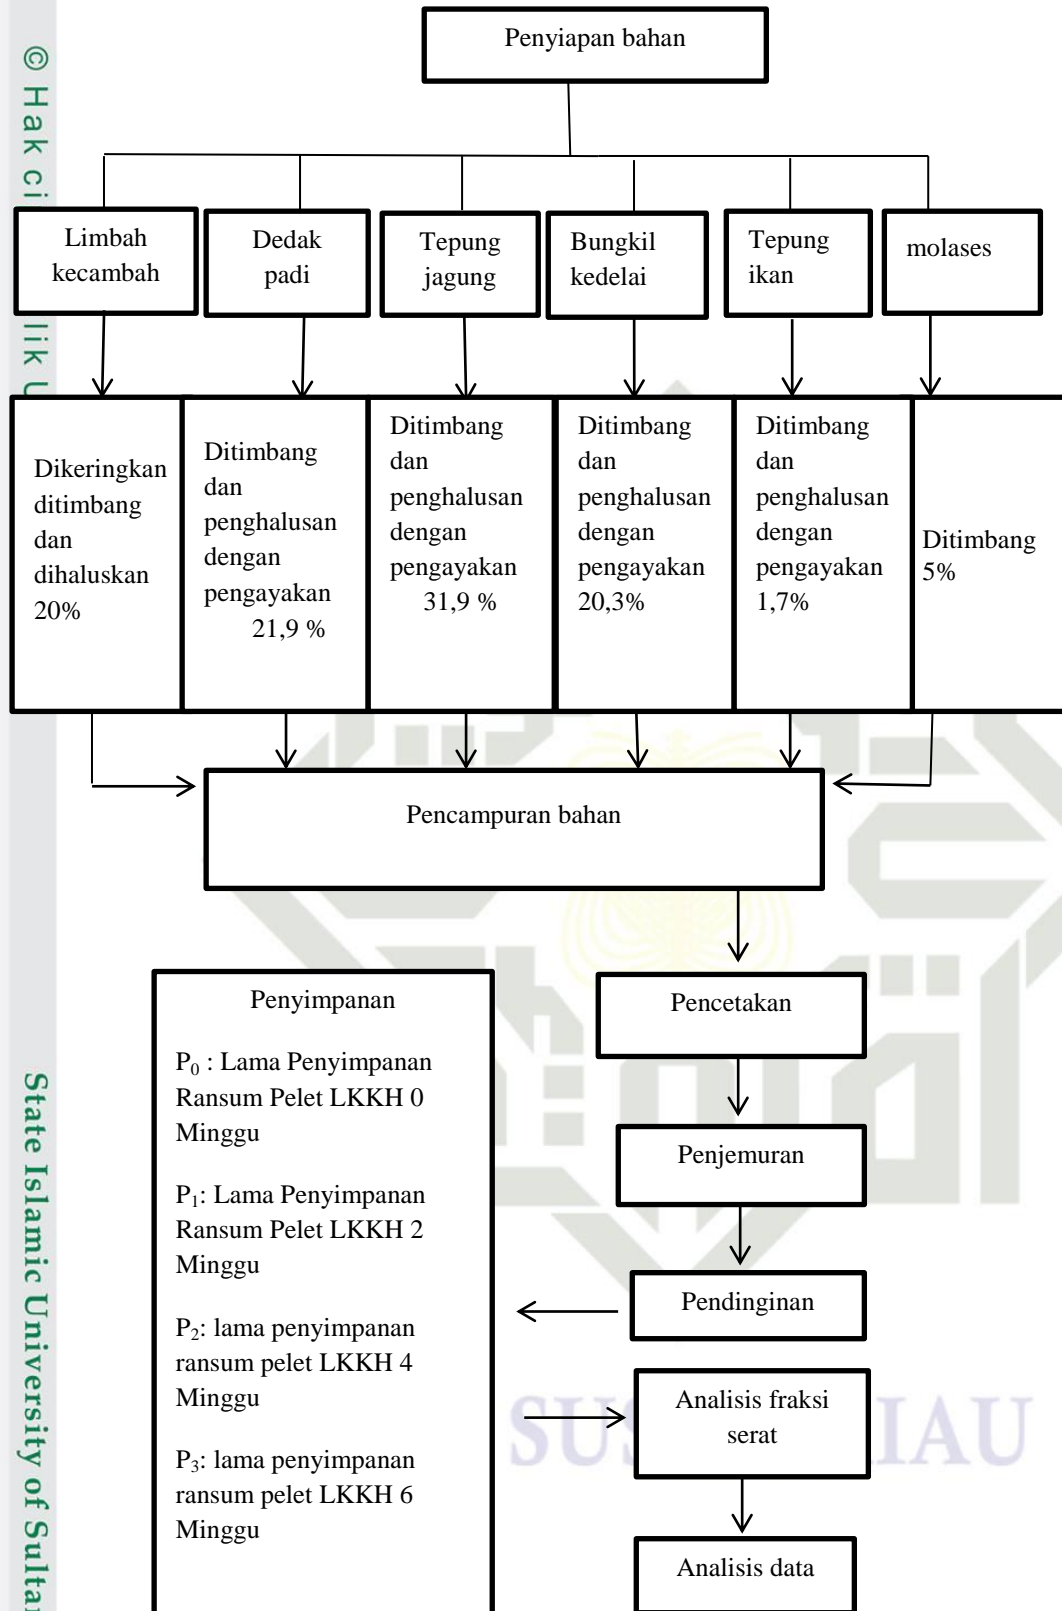 Penyiapan bahan
Limbah
kecambah
Dedak
padi
Tepung
jagung
Bungkil
kedelai
Tepung
ikan
molases
Dikeringkan
ditimbang
dan
dihaluskan
20%
Ditimbang
dan
penghalusan
dengan
pengayakan
21,9 %
Ditimbang
dan
penghalusan
dengan
pengayakan
31,9 %
Ditimbang
dan
penghalusan
dengan
pengayakan
20,3%
Ditimbang
dan
penghalusan
dengan
pengayakan
1,7%
Ditimbang
5%
Pencampuran bahan
Pencetakan
Penjemuran
Pendinginan
Penyimpanan
P₀ : Lama Penyimpanan
Ransum Pelet LKKH 0
Minggu
P₁: Lama Penyimpanan
Ransum Pelet LKKH 2
Minggu
P₂: lama penyimpanan
ransum pelet LKKH 4
Minggu
P₃: lama penyimpanan
ransum pelet LKKH 6
Minggu
Analisis fraksi
serat
Analisis data
© Hak
State Islamic University of